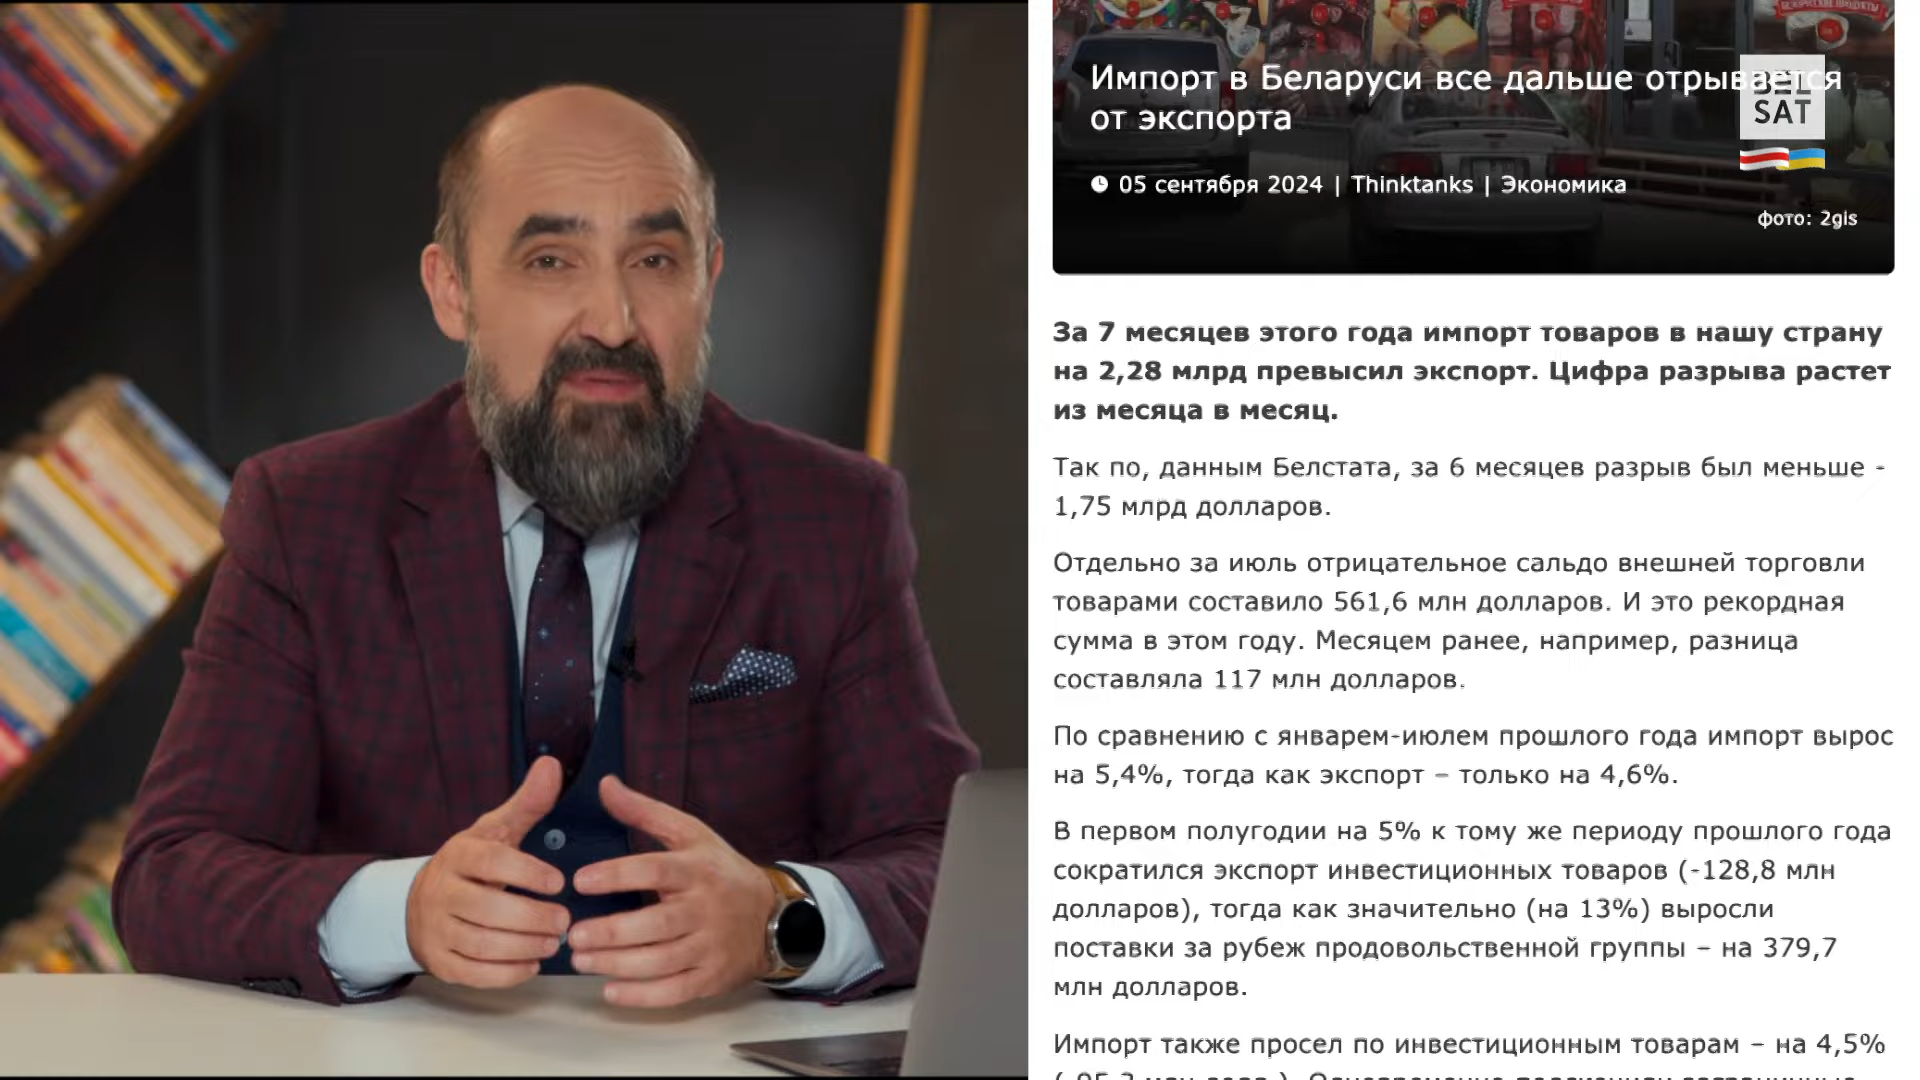 Импорт в Беларуси все дальше отрывается
от экспорта
BEL
SAT
05 сентября 2024 | Thinktanks | Экономика
фото: 2gis
За 7 месяцев этого года импорт товаров в нашу страну
на 2,28 млрд превысил экспорт. Цифра разрыва растет
из месяца в месяц.
Так по, данным Белстата, за 6 месяцев разрыв был меньше -
1,75 млрд долларов.
Отдельно за июль отрицательное сальдо внешней торговли
товарами составило 561,6 млн долларов. И это рекордная
сумма в этом году. Месяцем ранее, например, разница
составляла 117 млн долларов.
По сравнению с январем-июлем прошлого года импорт вырос
на 5,4%, тогда как экспорт – только на 4,6%.
В первом полугодии на 5% к тому же периоду прошлого года
сократился экспорт инвестиционных товаров (-128,8 млн
долларов), тогда как значительно (на 13%) выросли
поставки за рубеж продовольственной группы – на 379,7
млн долларов.
Импорт также просел по инвестиционным товарам – на 4,5%